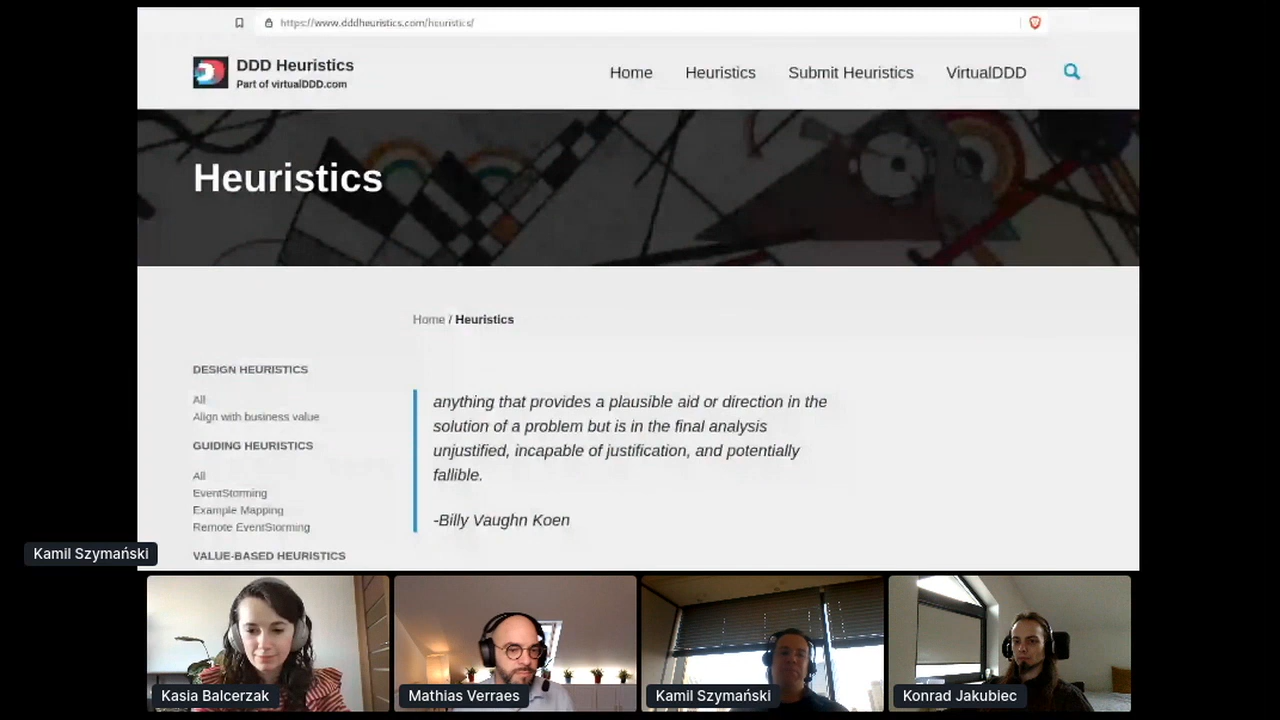 https://www.dddheuristics.com/heuristics/
DDD Heuristics
Part of virtualDDD.com
Home
Heuristics
Submit Heuristics
VirtualDDD
Heuristics
Home / Heuristics
DESIGN HEURISTICS
All
Align with business value
GUIDING HEURISTICS
All
EventStorming
Example Mapping
Remote EventStorming
VALUE-BASED HEURISTICS
anything that provides a plausible aid or direction in the
solution of a problem but is in the final analysis
unjustified, incapable of justification, and potentially
fallible.
-Billy Vaughn Koen
Kamil Szymański
Kasia Balcerzak
Mathias Verraes
Kamil Szymański
Konrad Jakubiec